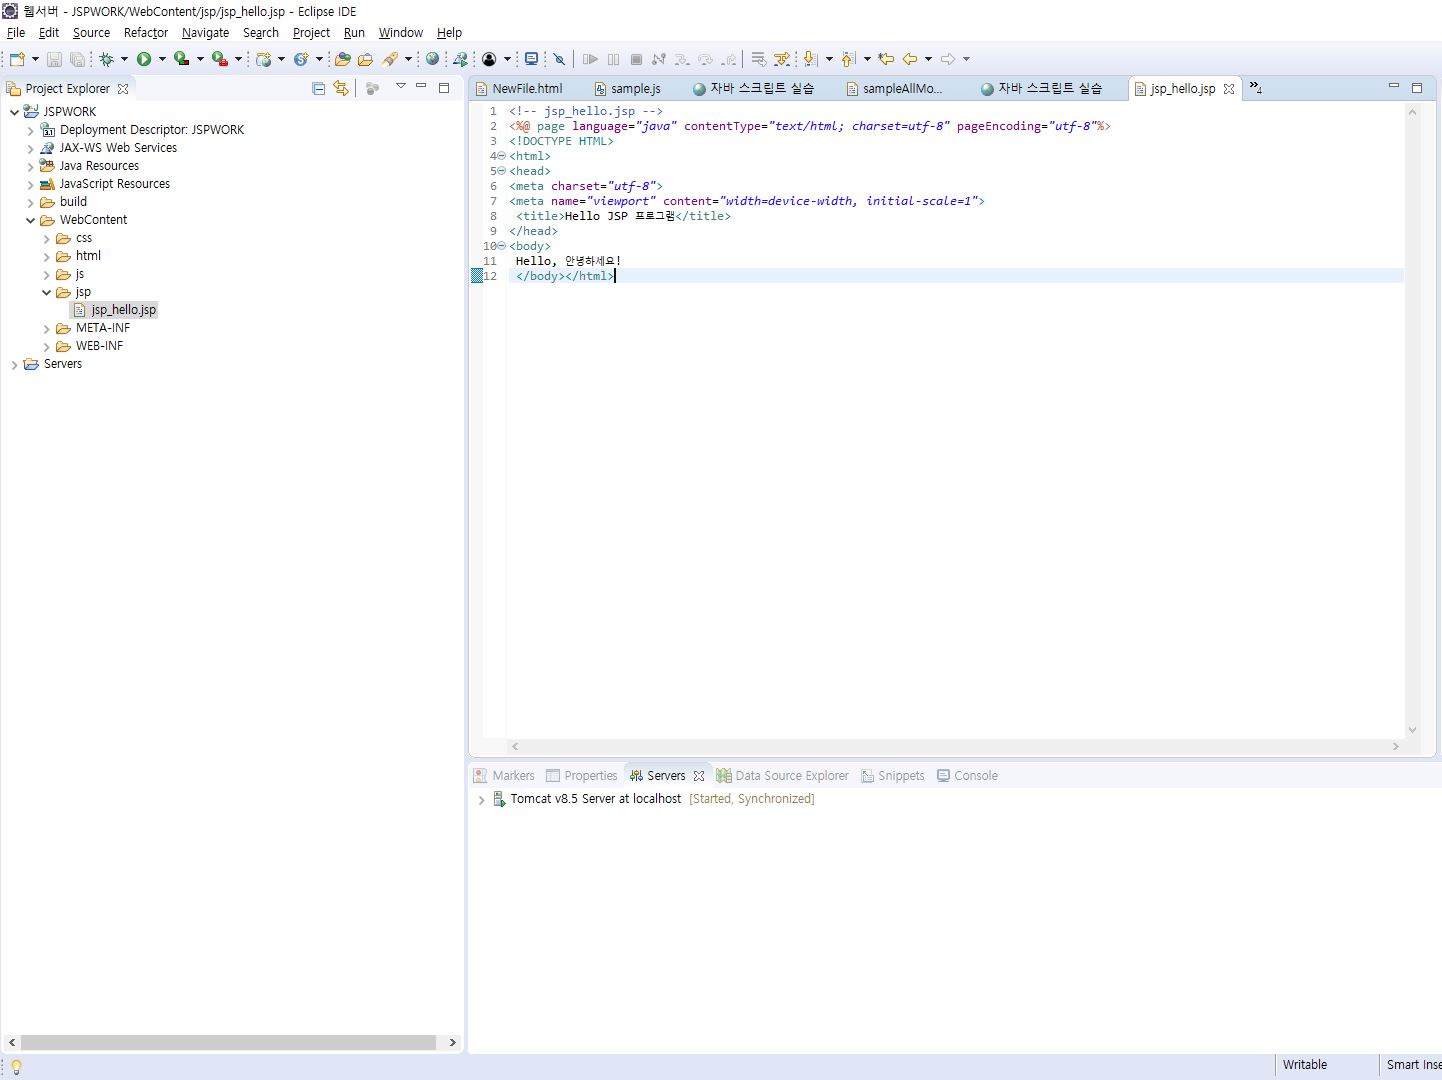 웹서버 - JSPWORK/WebContent/jsp/jsp_hello.jsp - Eclipse IDE
File Edit Source Refactor Navigate Search Project Run Window Help
Project Explorer
JSPWORK
Deployment Descriptor: JSPWORK
JAX-WS Web Services
Java Resources
JavaScript Resources
build
WebContent
css
html
js
jsp
jsp_hello.jsp
META-INF
WEB-INF
Servers
NewFile.html sample.js 자바 스크립트 실습 sampleAllMo... 자바 스크립트 실습 jsp_hello.jsp »4
1 <!-- jsp_hello.jsp -->
2 <%@ page language="java" contentType="text/html; charset=utf-8" pageEncoding="utf-8"%>
3 <!DOCTYPE HTML>
4 <html>
5 <head>
6 <meta charset="utf-8">
7 <meta name="viewport" content="width=device-width, initial-scale=1">
8 <title>Hello JSP 프로그램</title>
9 </head>
10 <body>
11 Hello, 안녕하세요!
12 </body></html>
Markers Properties Servers Data Source Explorer Snippets Console
Tomcat v8.5 Server at localhost [Started, Synchronized]
Writable Smart Inse